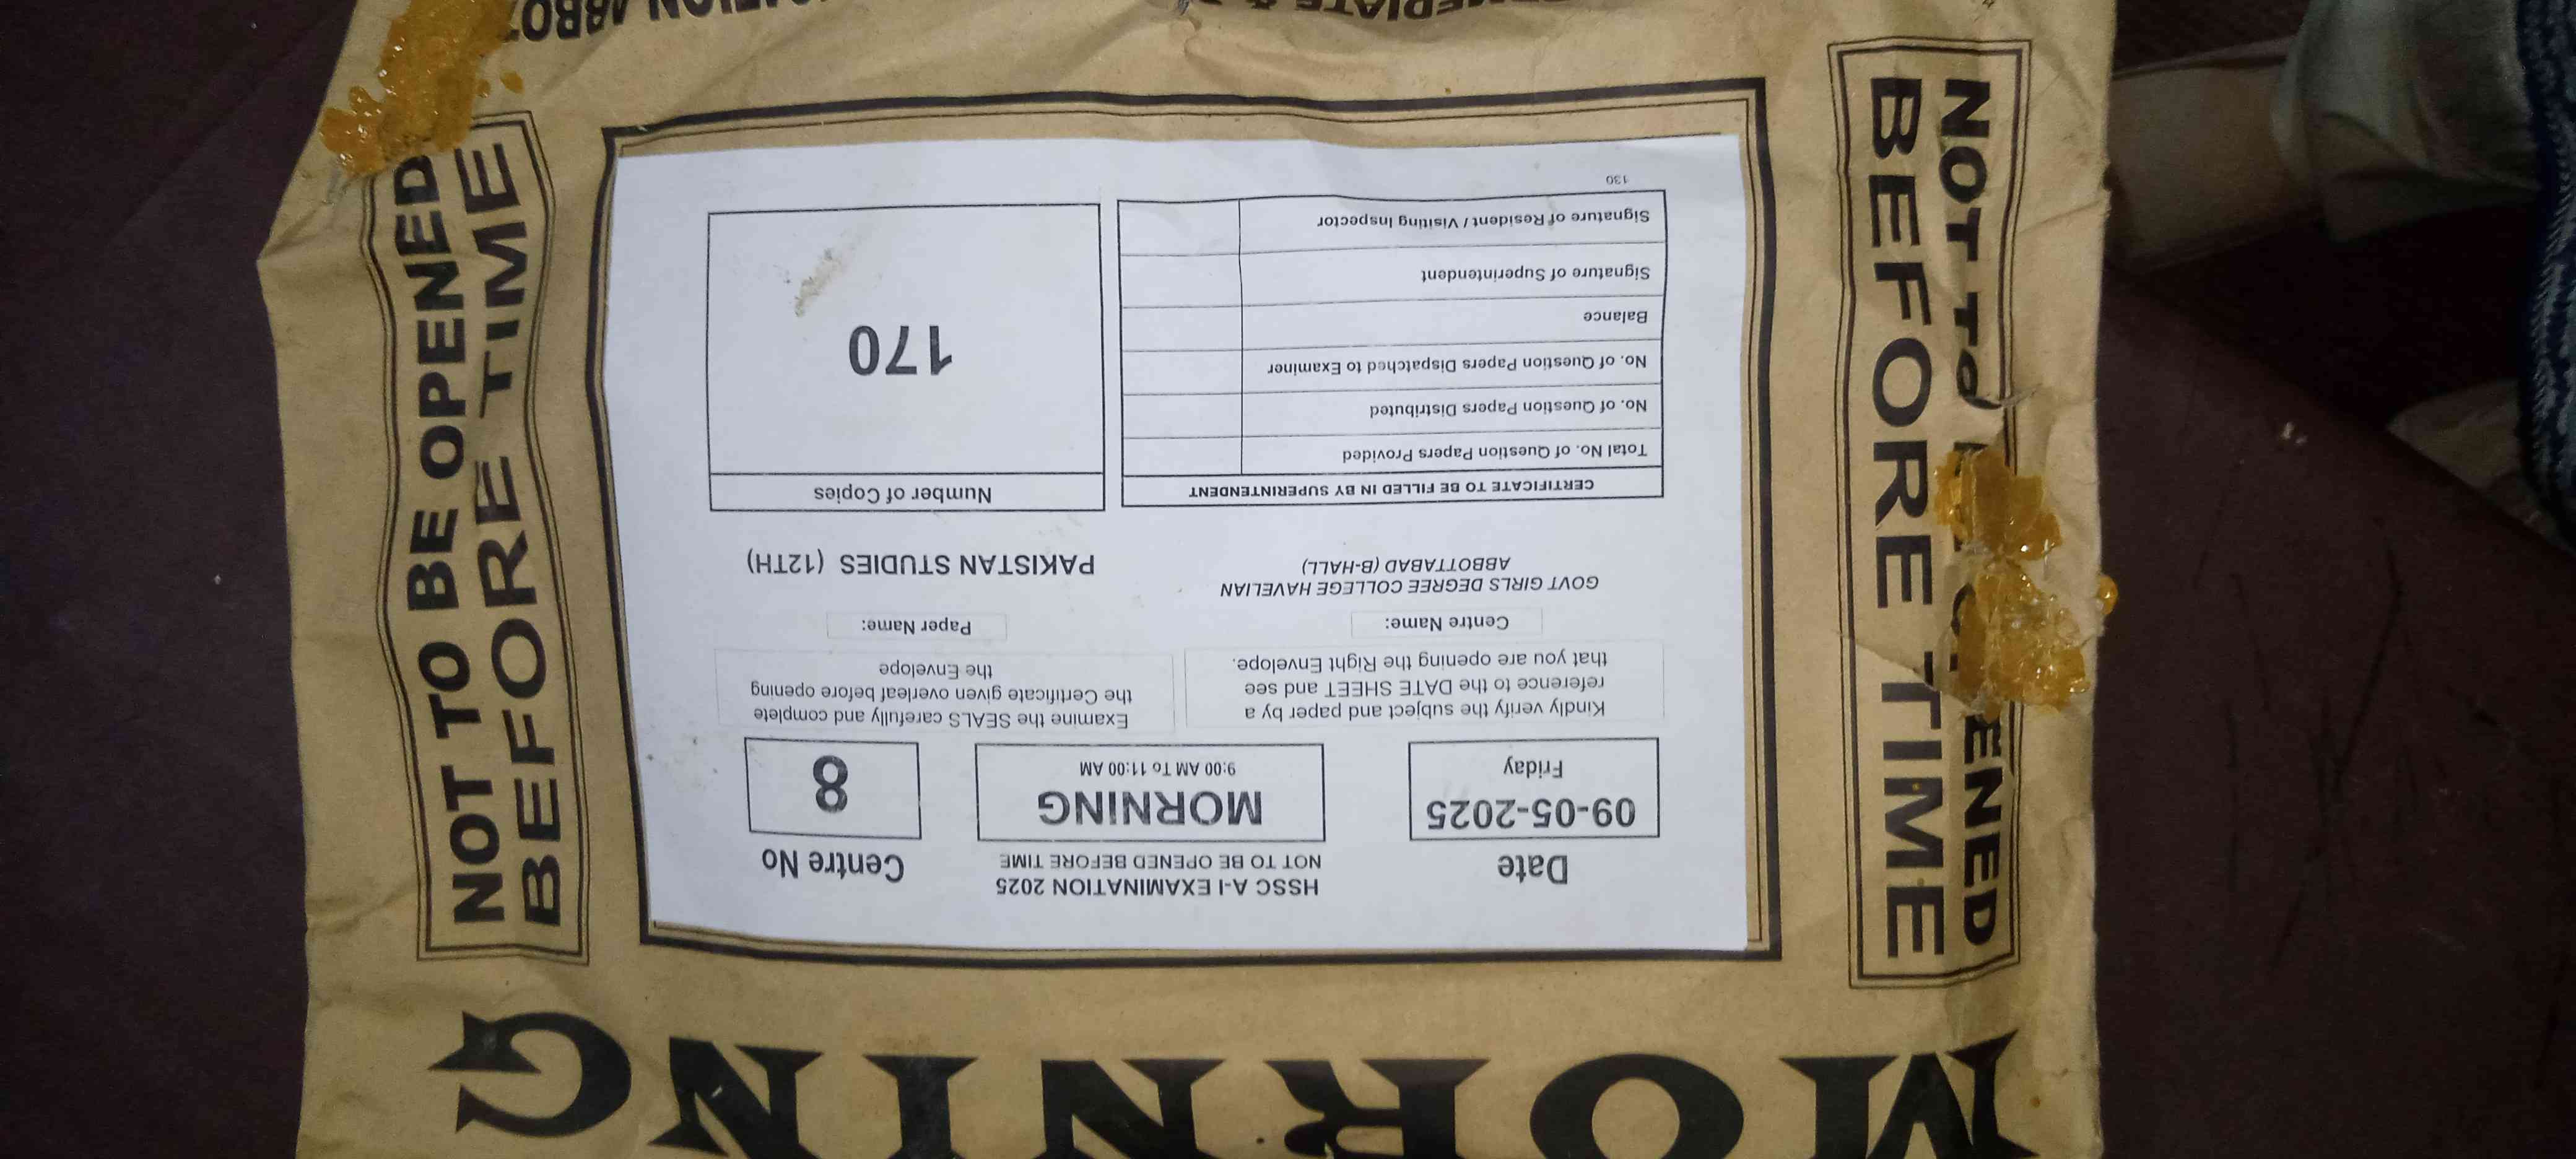 MORNING
NOT TO BE OPENED
BEFORE TIME
Date
09-05-2025
Friday
HSSC A-I EXAMINATION 2025
NOT TO BE OPENED BEFORE TIME
MORNING
9:00 AM To 11:00 AM
Centre No
8
Kindly verify the subject and paper by a
reference to the DATE SHEET and see
that you are opening the Right Envelope.
Examine the SEALS carefully and complete
the Certificate given overleaf before opening
the Envelope
Centre Name:
GOVT GIRLS DEGREE COLLEGE HAVELIAN
ABBOTTABAD (B-HALL)
Paper Name:
PAKISTAN STUDIES (12TH)
CERTIFICATE TO BE FILLED IN BY SUPERINTENDENT
Total No. of Question Papers Provided
No. of Question Papers Distributed
No. of Question Papers Dispatched to Examiner
Balance
Signature of Superintendent
Signature of Resident / Visiting Inspector
130
Number of Copies
170
NOT TO
BEFORE TIME